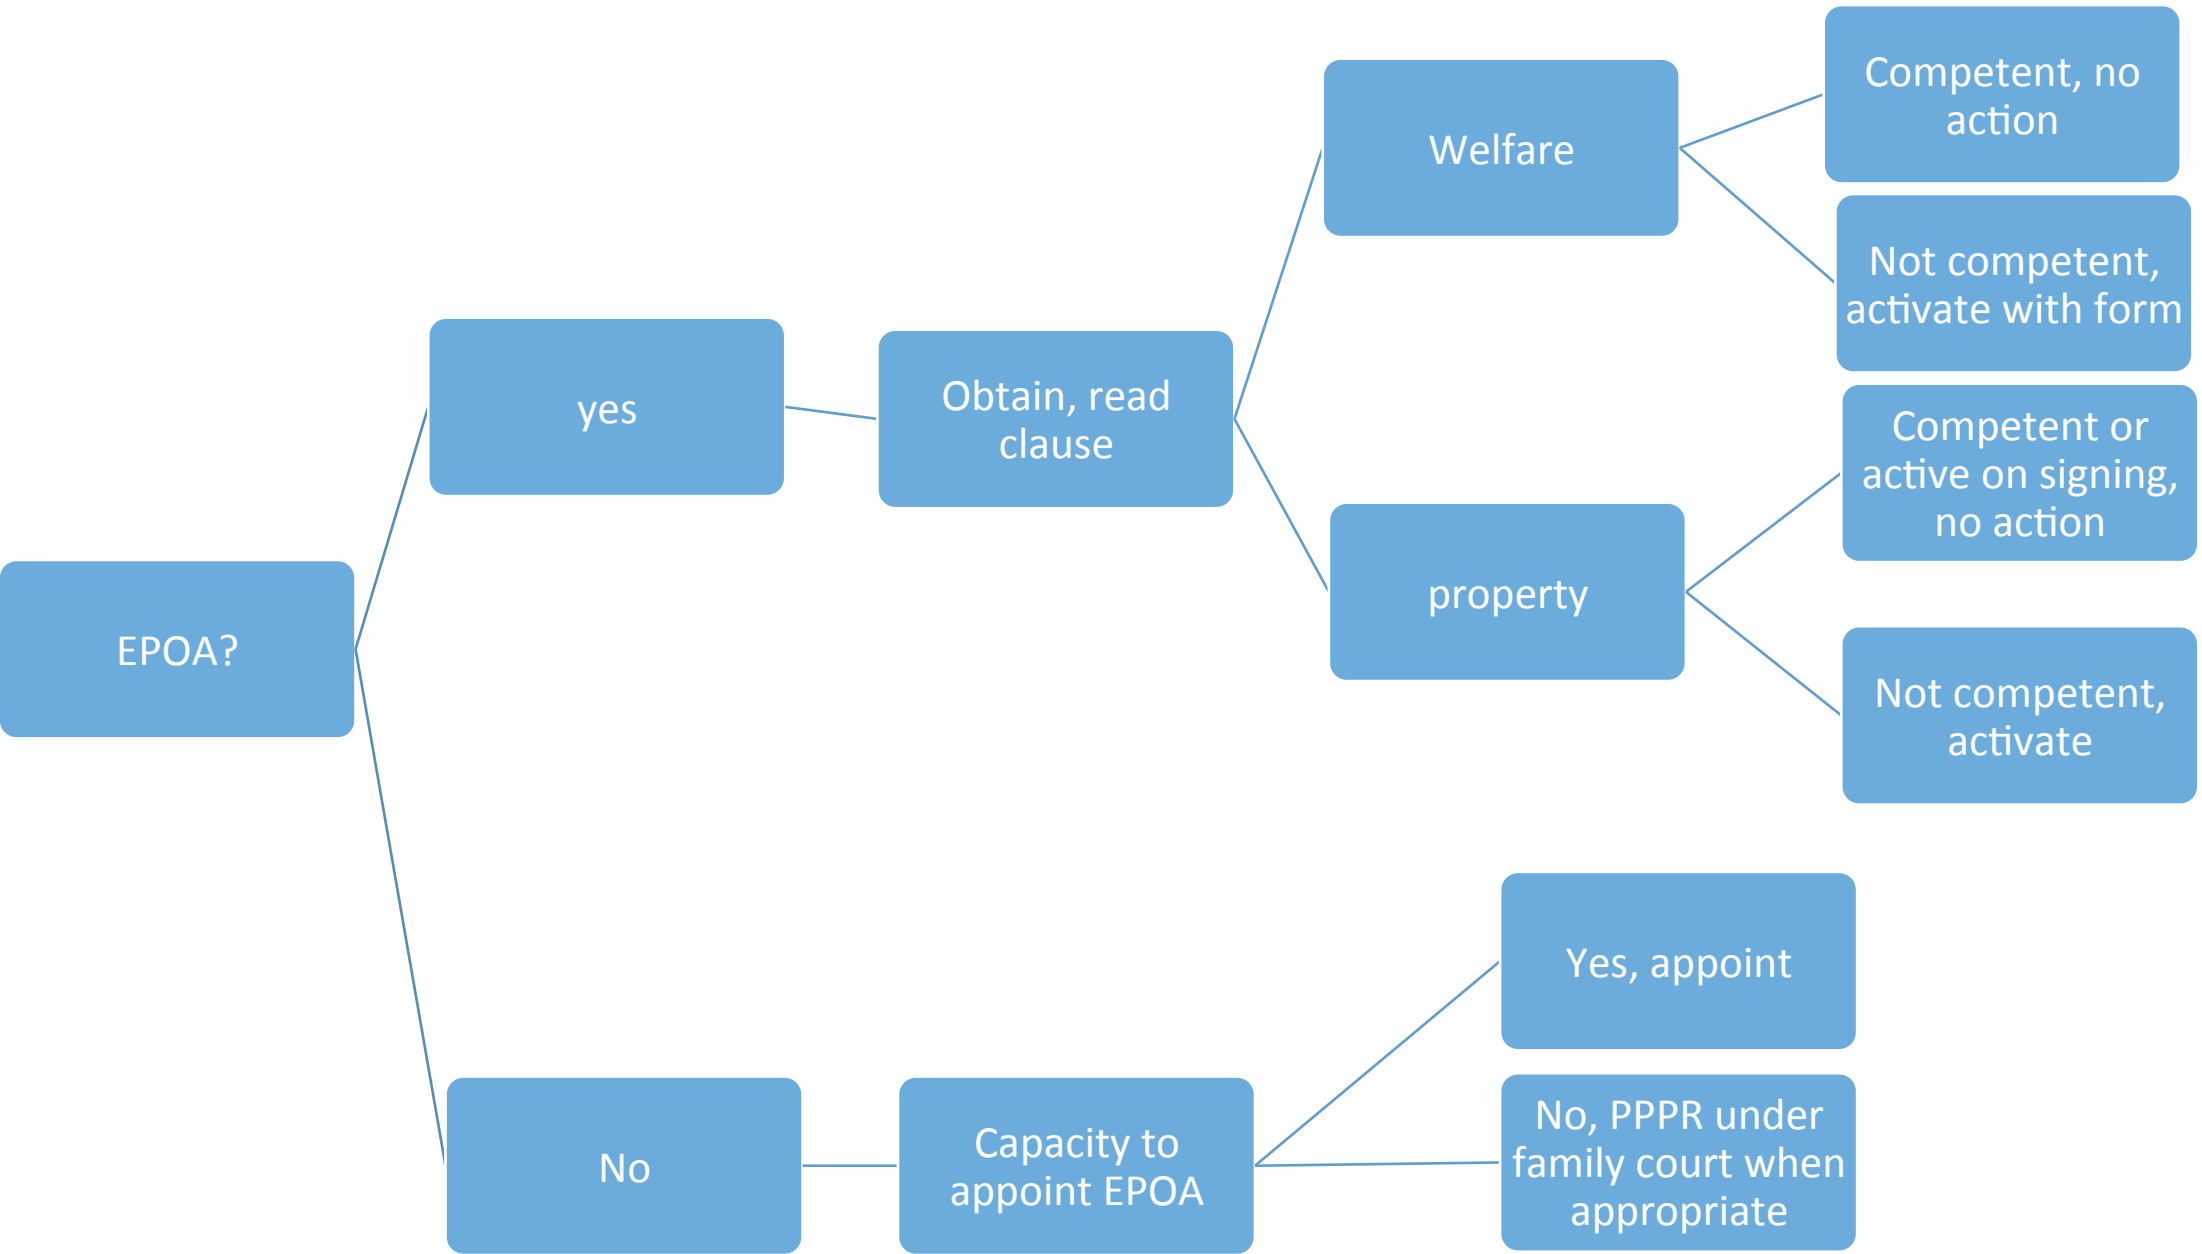 EPOA?
yes
Obtain, read
clause
Welfare
Competent, no
action
Not competent,
activate with form
property
Competent or
active on signing,
no action
Not competent,
activate
No
Capacity to
appoint EPOA
Yes, appoint
No, PPPR under
family court when
appropriate